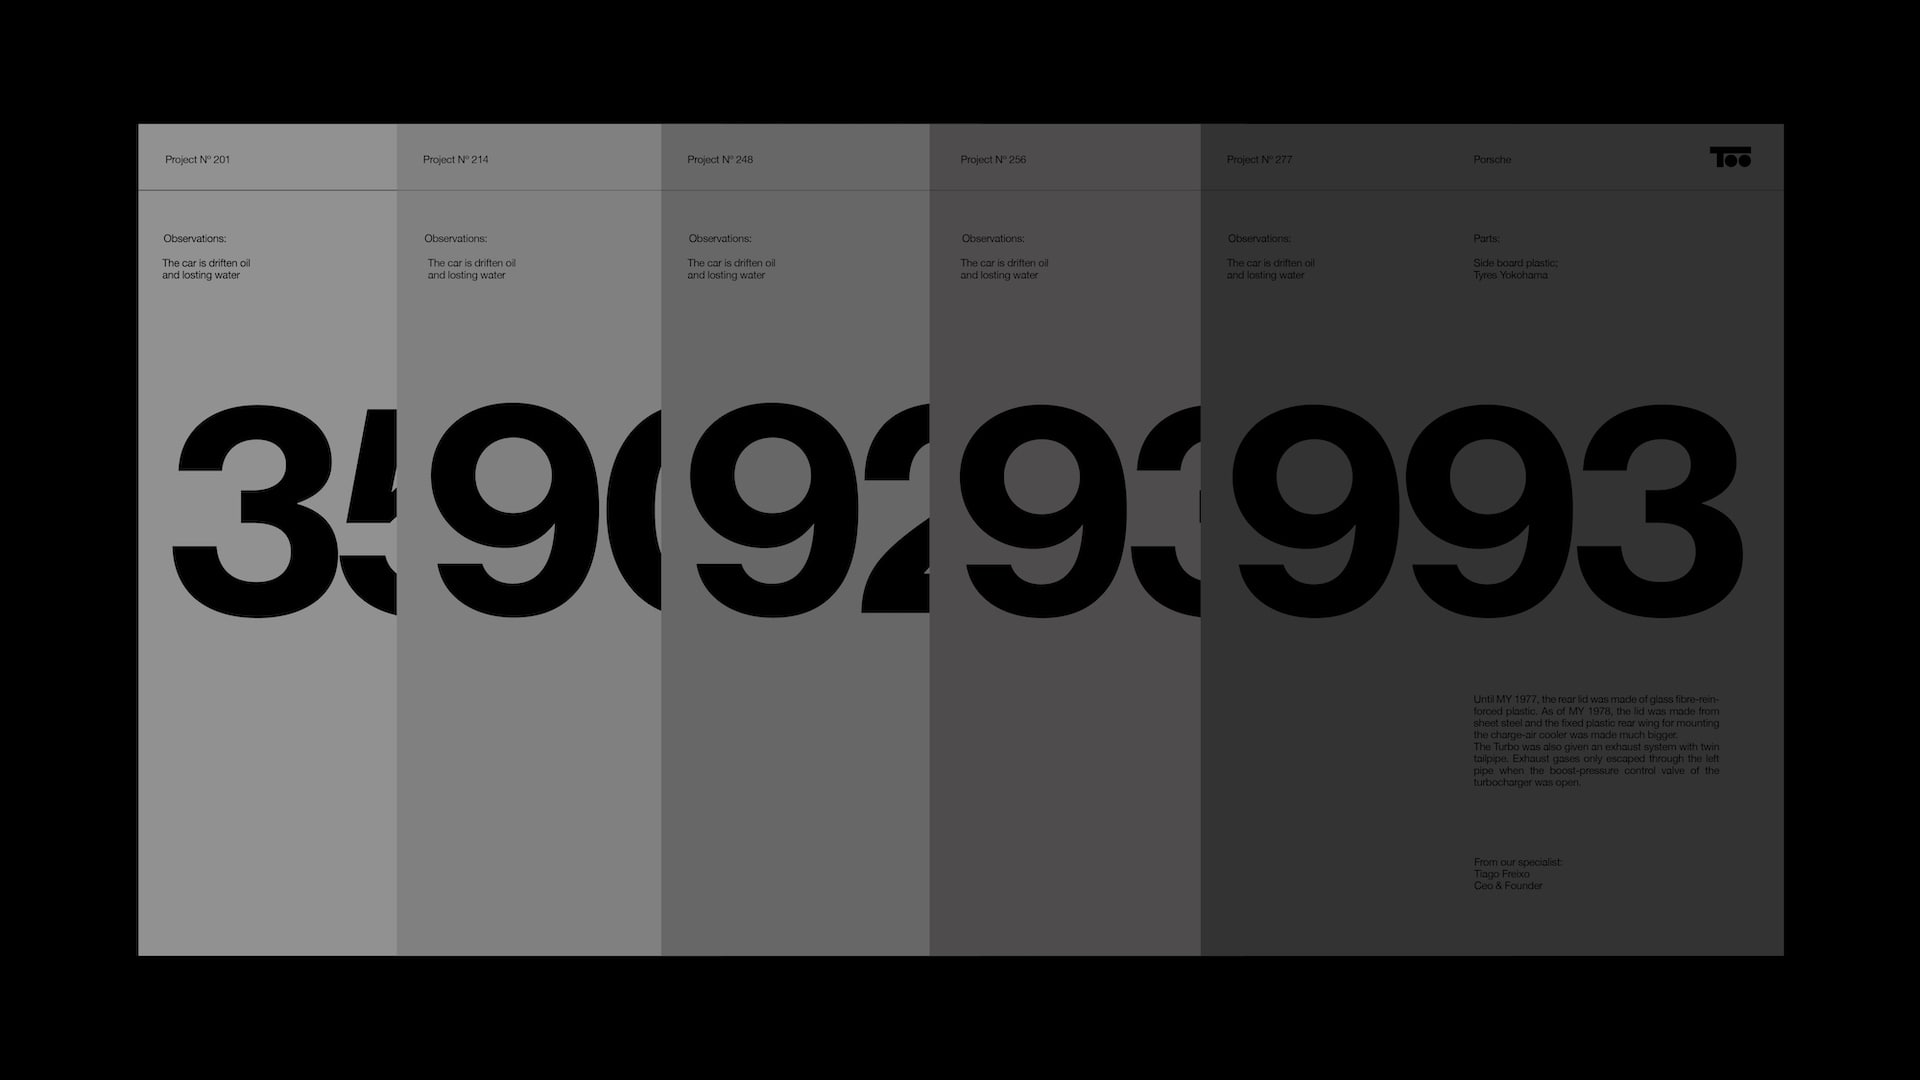 Project Nº 201
Observations:
The car is driften oil
and losting water
35
Project Nº 214
Observations:
The car is driften oil
and losting water
90
Project Nº 248
Observations:
The car is driften oil
and losting water
92
Project Nº 256
Observations:
The car is driften oil
and losting water
93
Project Nº 277
Observations:
The car is driften oil
and losting water
Porsche
Too
Parts:
Side board plastic;
Tyres Yokohama
993
Until MY 1977, the rear lid was made of glass fibre-rein-
forced plastic. As of MY 1978, the lid was made from
sheet steel and the fixed plastic rear wing for mounting
the charge-air cooler was made much bigger.
The Turbo was also given an exhaust system with twin
tailpipe. Exhaust gases only escaped through the left
pipe when the boost-pressure control valve of the
turbocharger was open.
From our specialist:
Tiago Freixo
Ceo & Founder